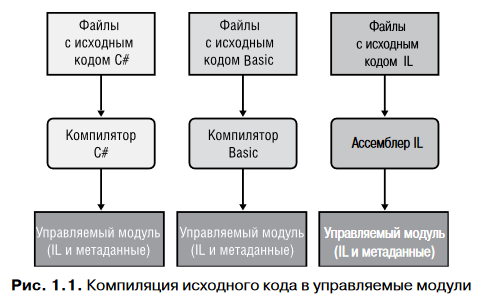 Файлы
с исходным
кодом C#
Файлы
с исходным
кодом Basic
Файлы
с исходным
кодом IL
Компилятор
C#
Компилятор
Basic
Ассемблер IL
Управляемый модуль
(IL и метаданные)
Управляемый модуль
(IL и метаданные)
Управляемый модуль
(IL и метаданные)
Рис. 1.1. Компиляция исходного кода в управляемые модули